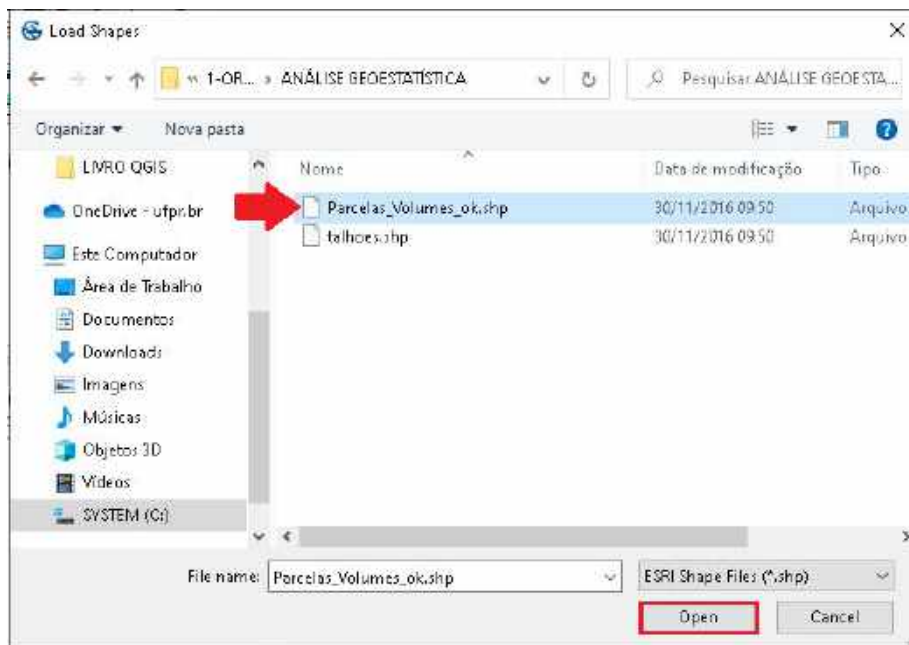 Load Shapes
1-OR... ANÁLISE GEOESTATÍSTICA
Pesquisar ANÁLISE GEOESTA...
Organizar
Nova pasta
Nome
Data de modificação
Tipo
LIVRO QGIS
OneDrive - ufpr.br
Este Computador
Área de Trabalho
Documentos
Downloads
Imagens
Músicas
Objetos 3D
Vídeos
SYSTEM (C:)
Parcelas_Volumes_ok.shp 30/11/2016 09:50 Arquivo
talhoes.shp 30/11/2016 09:50 Arquivo
File name: Parcelas_Volumes_ok.shp
ESRI Shape Files (*.shp)
Open
Cancel